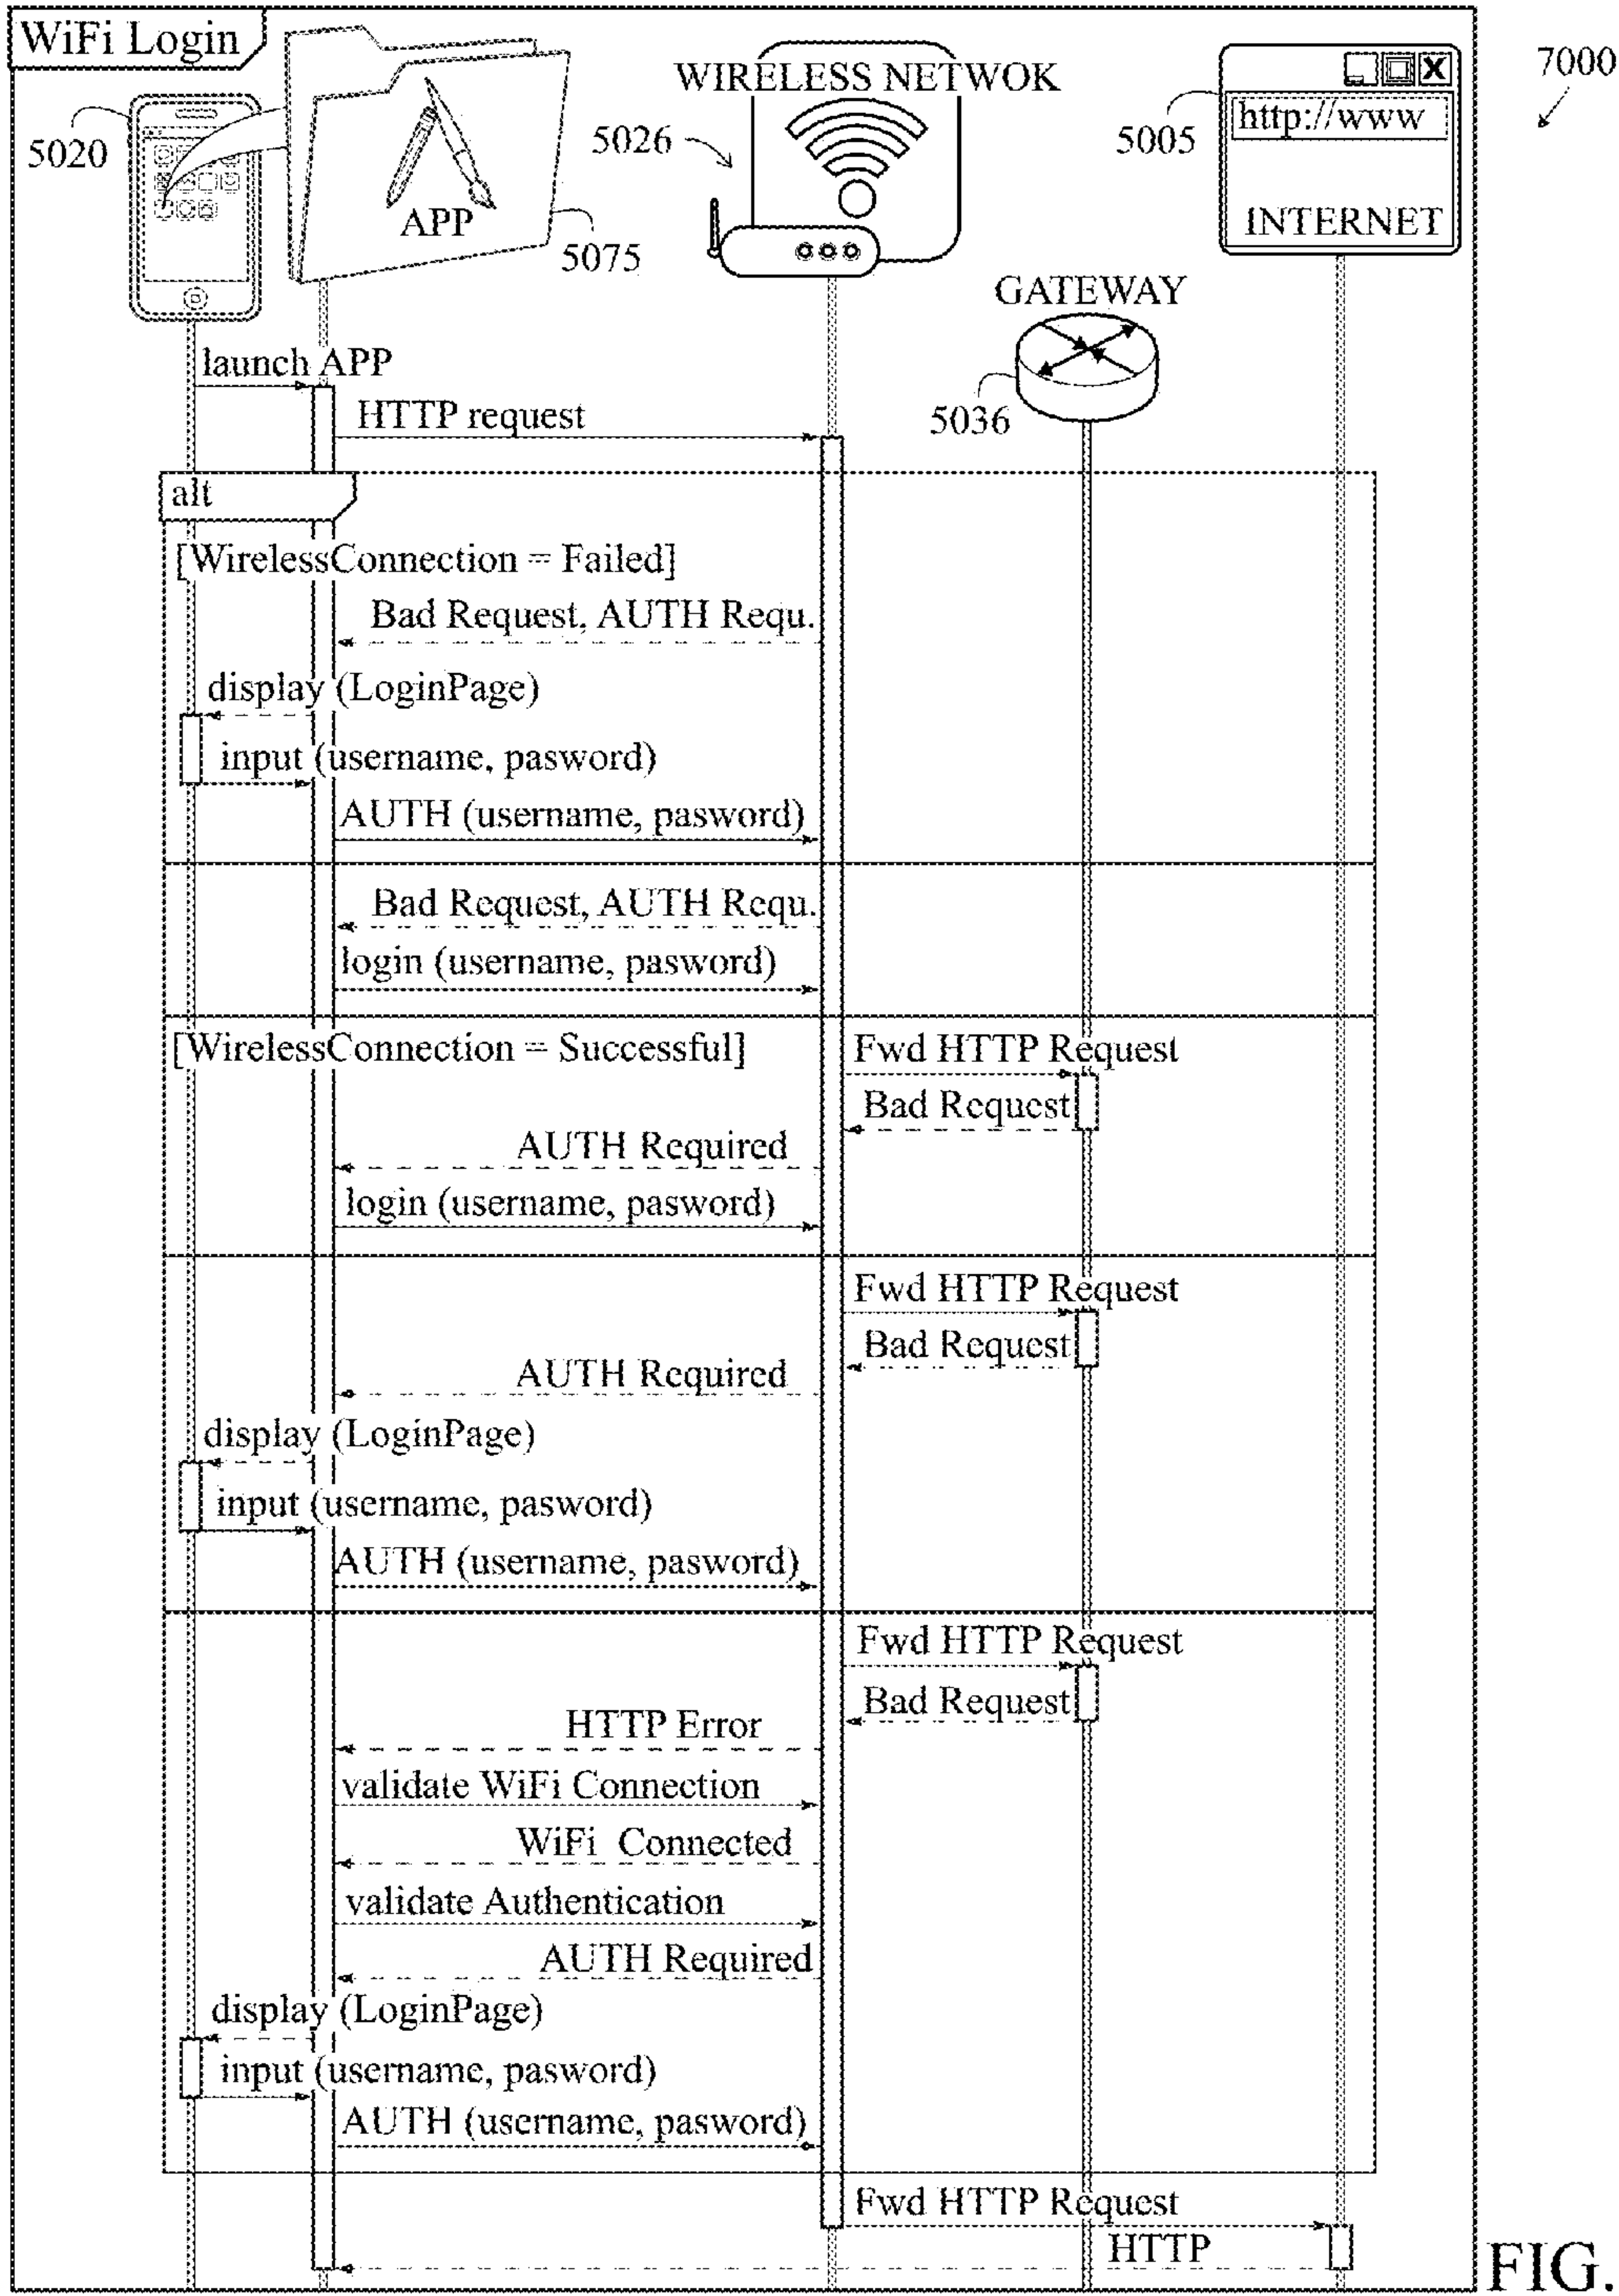 WiFi Login
7000
WIRELESS NETWOK
http://www
5020
5026
5005
APP
INTERNET
5075
GATEWAY
5036
launch APP
HTTP request
alt
[WirelessConnection = Failed]
Bad Request, AUTH Requ.
display (LoginPage)
input (username, pasword)
AUTH (username, pasword)
Bad Request, AUTH Requ.
login (username, pasword)
[WirelessConnection = Successful]
Fwd HTTP Request
Bad Request
AUTH Required
login (username, pasword)
Fwd HTTP Request
Bad Request
AUTH Required
display (LoginPage)
input (username, pasword)
AUTH (username, pasword)
Fwd HTTP Request
Bad Request
HTTP Error
validate WiFi Connection
WiFi Connected
validate Authentication
AUTH Required
display (LoginPage)
input (username, pasword)
AUTH (username, pasword)
Fwd HTTP Request
HTTP
FIG.